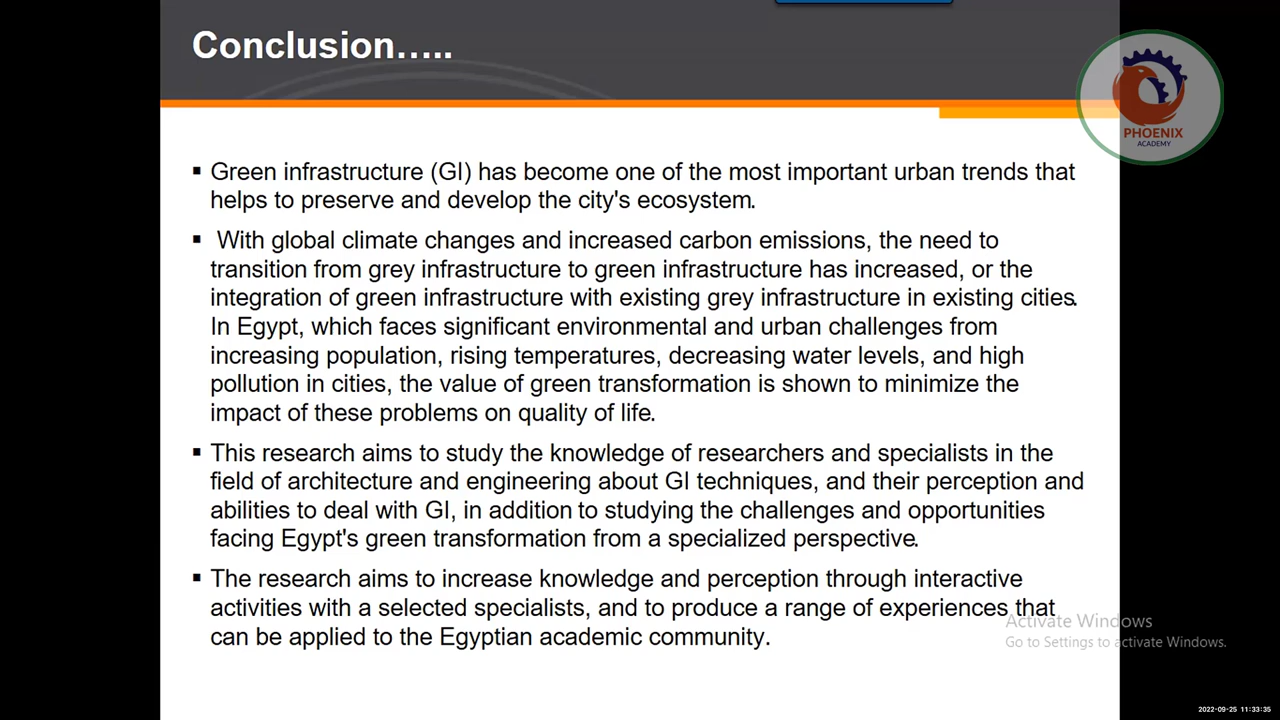 Conclusion…..
PHOENIX
ACADEMY
▪ Green infrastructure (GI) has become one of the most important urban trends that
helps to preserve and develop the city's ecosystem.
▪ With global climate changes and increased carbon emissions, the need to
transition from grey infrastructure to green infrastructure has increased, or the
integration of green infrastructure with existing grey infrastructure in existing cities.
In Egypt, which faces significant environmental and urban challenges from
increasing population, rising temperatures, decreasing water levels, and high
pollution in cities, the value of green transformation is shown to minimize the
impact of these problems on quality of life.
▪ This research aims to study the knowledge of researchers and specialists in the
field of architecture and engineering about GI techniques, and their perception and
abilities to deal with GI, in addition to studying the challenges and opportunities
facing Egypt's green transformation from a specialized perspective.
▪ The research aims to increase knowledge and perception through interactive
activities with a selected specialists, and to produce a range of experiences that
can be applied to the Egyptian academic community.
Activate Windows
Go to Settings to activate Windows.
2022-09-25 11:33:35